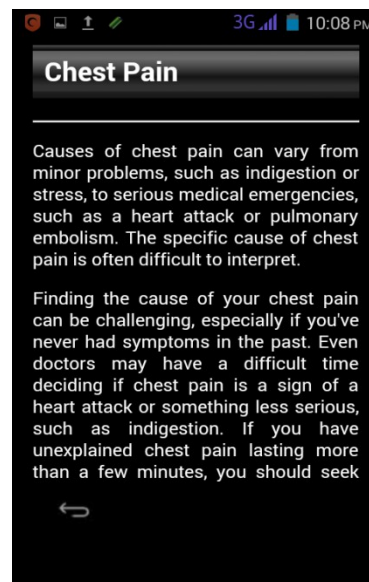 3G 10:08 PM
Chest Pain
Causes of chest pain can vary from
minor problems, such as indigestion or
stress, to serious medical emergencies,
such as a heart attack or pulmonary
embolism. The specific cause of chest
pain is often difficult to interpret.
Finding the cause of your chest pain
can be challenging, especially if you've
never had symptoms in the past. Even
doctors may have a difficult time
deciding if chest pain is a sign of a
heart attack or something less serious,
such as indigestion. If you have
unexplained chest pain lasting more
than a few minutes, you should seek